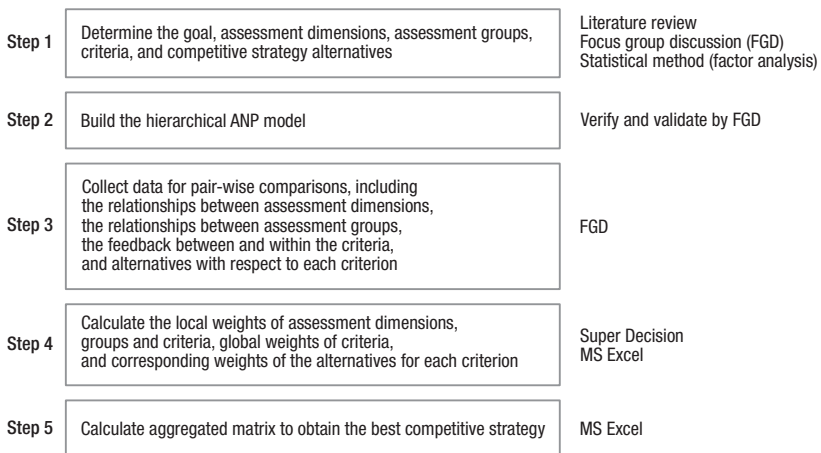 Step 1
Determine the goal, assessment dimensions, assessment groups,
criteria, and competitive strategy alternatives
Literature review
Focus group discussion (FGD)
Statistical method (factor analysis)
Step 2
Build the hierarchical ANP model
Verify and validate by FGD
Step 3
Collect data for pair-wise comparisons, including
the relationships between assessment dimensions,
the relationships between assessment groups,
the feedback between and within the criteria,
and alternatives with respect to each criterion
FGD
Step 4
Calculate the local weights of assessment dimensions,
groups and criteria, global weights of criteria,
and corresponding weights of the alternatives for each criterion
Super Decision
MS Excel
Step 5
Calculate aggregated matrix to obtain the best competitive strategy
MS Excel